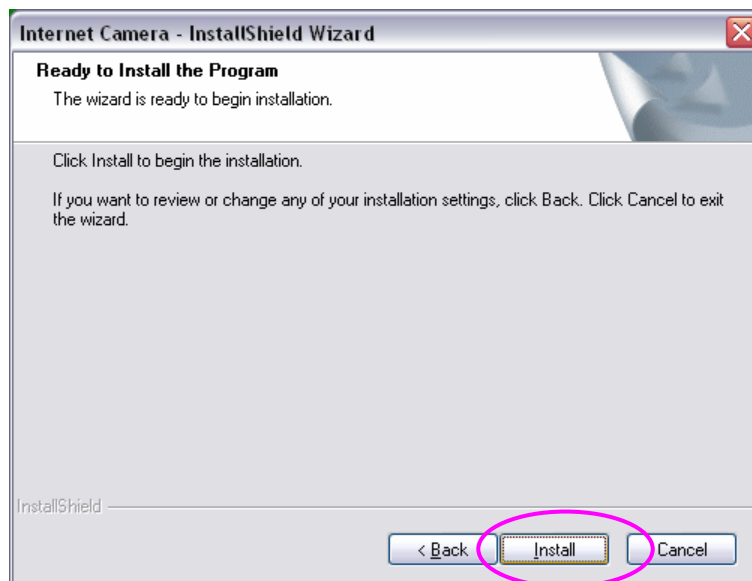 Internet Camera - InstallShield Wizard
Ready to Install the Program
The wizard is ready to begin installation.
Click Install to begin the installation.
If you want to review or change any of your installation settings, click Back. Click Cancel to exit
the wizard.
InstallShield
< Back Install Cancel